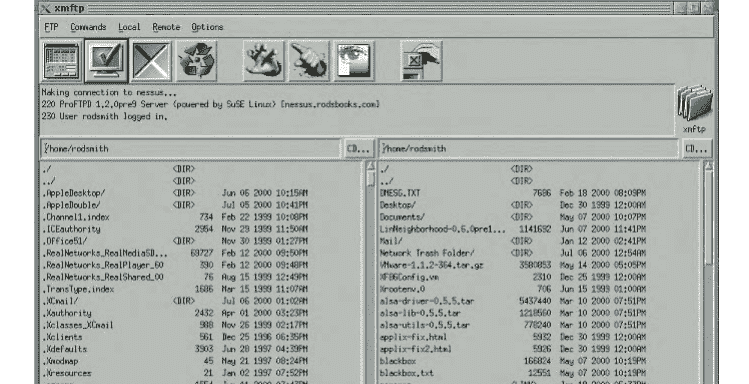 xmftp
FTP Commands Local Remote Options
Making connection to nessus...
220 ProFTPD 1.2.0pre9 Server (powered by SuSE Linux) [nessus.rodsbooks.com]
230 User rodsmith logged in.
xmftp
/home/rodsmith CD... /home/rodsmith CD...
./ <DIR>
../ <DIR>
.AppleDesktop/ <DIR> Jun 06 2000 10:15AM
.AppleDouble/ <DIR> Jul 05 2000 10:41PM
.Channel1.index 734 Feb 22 1999 10:08PM
.ICEauthority 2954 Nov 29 1999 11:50AM
.Office51/ <DIR> Nov 30 1999 01:27PM
.RealNetworks_RealMediaSD... 69727 Feb 12 2000 09:50PM
.RealNetworks_RealPlayer_60 390 Feb 12 2000 09:48PM
.RealNetworks_RealShared_00 76 Aug 15 1999 12:49PM
.TransType.index 1686 Mar 15 1999 11:07AM
.XCmail/ <DIR> Jul 06 2000 01:02AM
.Xauthority 2432 Apr 01 2000 03:23PM
.Xclasses_XCmail 988 Nov 26 1999 02:17PM
.Xclients 561 Dec 25 1996 06:35PM
.Xdefaults 3903 Jun 28 1997 04:39PM
.Xmodmap 45 May 21 1997 08:24PM
.Xresources 21 Jan 02 1997 07:52PM
./ <DIR>
../ <DIR>
DMESG.TXT 7686 Feb 18 2000 08:09PM
Desktop/ <DIR> Dec 30 1999 12:00AM
Documents/ <DIR> May 07 2000 10:07PM
LinNeighborhood-0.6.0pre1... 1141692 Jun 07 2000 11:41PM
Mail/ <DIR> Jan 12 2000 02:41PM
Network Trash Folder/ <DIR> Jul 06 2000 12:54AM
VMware-1.1.2-364.tar.gz 3580853 May 14 2000 05:05PM
XF86Config.vm 2310 Dec 25 1999 12:00AM
Xrootenv.0 706 Jun 15 1999 01:00AM
alsa-driver-0.5.5.tar 5437440 Mar 10 2000 07:51PM
alsa-lib-0.5.5.tar 1218560 Mar 10 2000 07:51PM
alsa-utils-0.5.5.tar 778240 Mar 10 2000 07:51PM
applix-fix.html 5932 Dec 30 1999 12:00AM
applix-fix2.html 5926 Dec 30 1999 12:00AM
blackbox 166824 May 07 2000 10:19PM
blackbox.txt 12551 May 07 2000 10:19PM